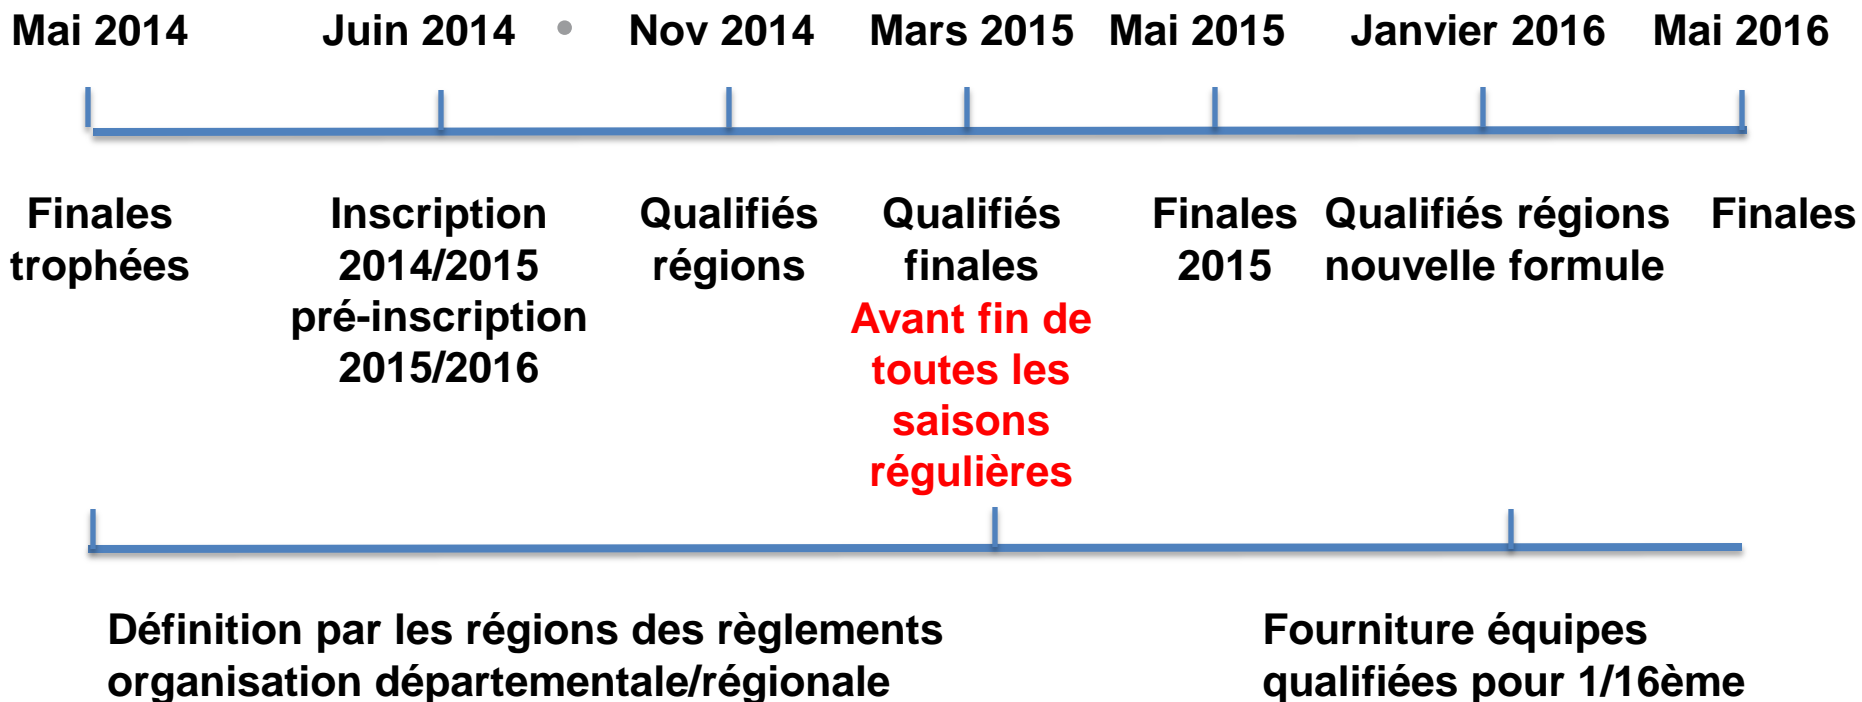 Mai 2014 Juin 2014 • Nov 2014 Mars 2015 Mai 2015 Janvier 2016 Mai 2016
Finales
trophées
Inscription
2014/2015
pré-inscription
2015/2016
Qualifiés
régions
Qualifiés
finales
Avant fin de
toutes les
saisons
régulières
Finales
2015
Qualifiés régions
nouvelle formule
Finales
Définition par les régions des règlements
organisation départementale/régionale
Fourniture équipes
qualifiées pour 1/16ème